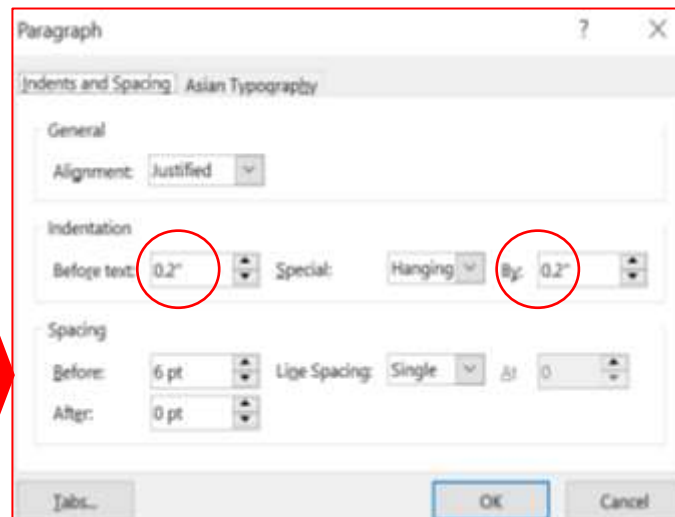 Paragraph ?
Indents and Spacing Asian Typography
General
Alignment: Justified
Indentation
Before text: 0.2" Special: Hanging By: 0.2"
Spacing
Before: 6 pt Line Spacing: Single At 0
After: 0 pt
Tabs... OK Cancel